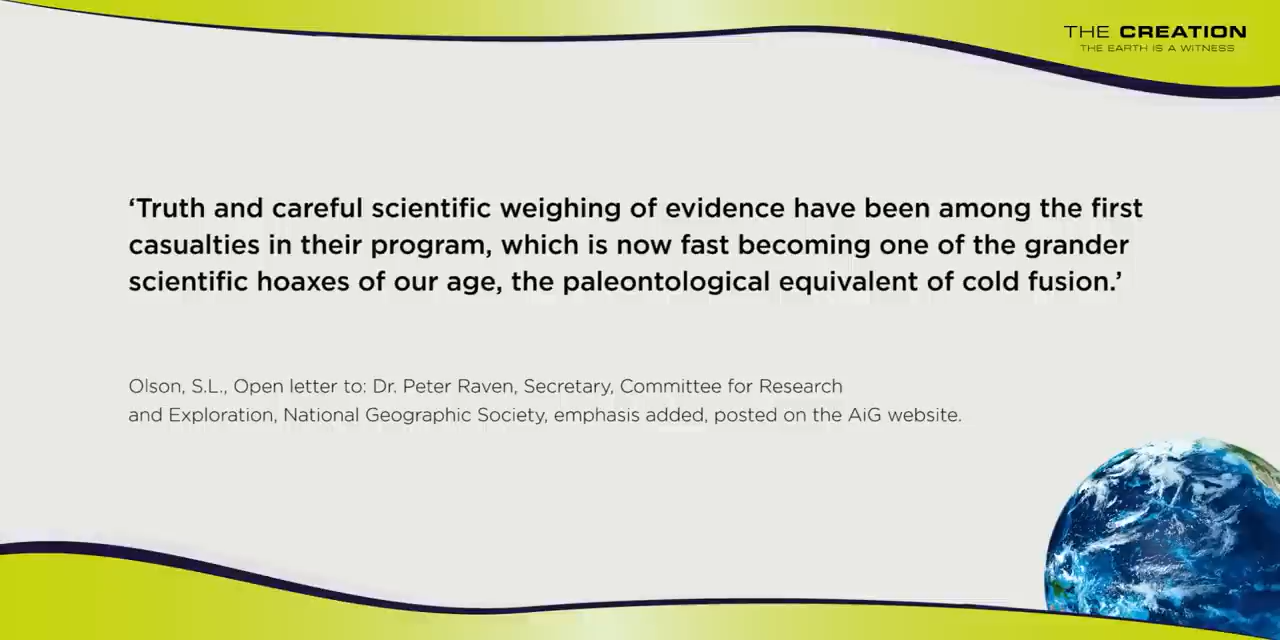 THE CREATION
THE EARTH IS A WITNESS
‘Truth and careful scientific weighing of evidence have been among the first
casualties in their program, which is now fast becoming one of the grander
scientific hoaxes of our age, the paleontological equivalent of cold fusion.’
Olson, S.L., Open letter to: Dr. Peter Raven, Secretary, Committee for Research
and Exploration, National Geographic Society, emphasis added, posted on the AiG website.